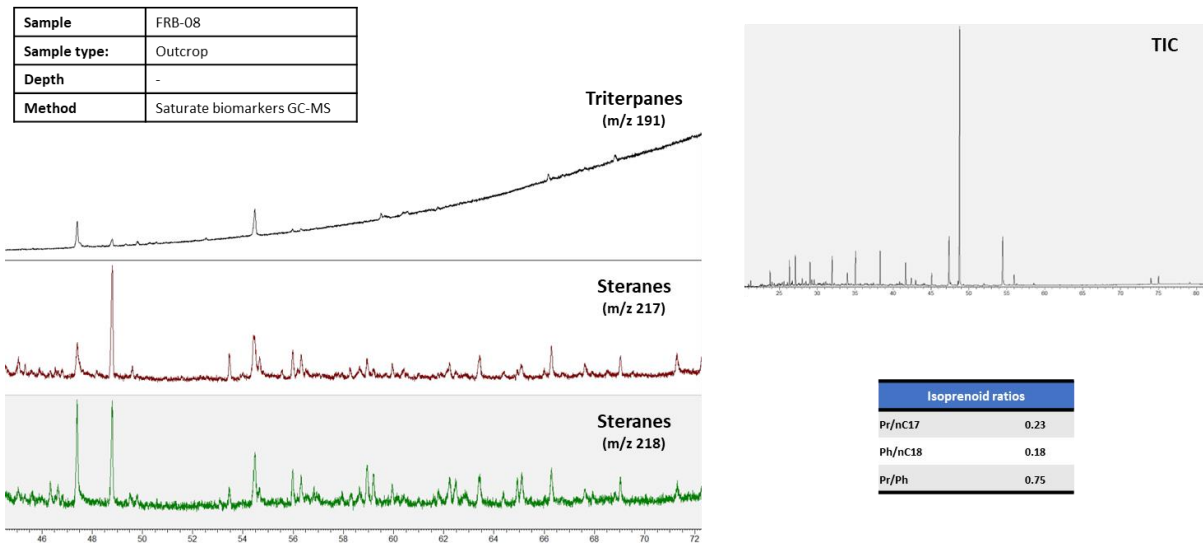 Sample FRB-08
Sample type: Outcrop
Depth -
Method Saturate biomarkers GC-MS
Triterpanes
(m/z 191)
Steranes
(m/z 217)
Steranes
(m/z 218)
46 48 50 52 54 56 58 60 62 64 66 68 70 72
TIC
25 30 35 40 45 50 55 60 65 70 75 80
Isoprenoid ratios
Pr/nC17 0.23
Ph/nC18 0.18
Pr/Ph 0.75